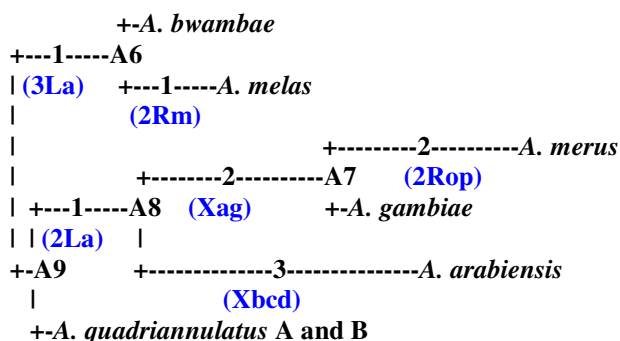 +-A. bwambae
+---1-----A6
| (3La) +---1-----A. melas
| (2Rm)
| +---------2----------A. merus
| +--------2----------A7 (2Rop)
| +---1-----A8 (Xag) +-A. gambiae
| | (2La) |
+-A9 +--------------3---------------A. arabiensis
| (Xbcd)
+-A. quadriannulatus A and B